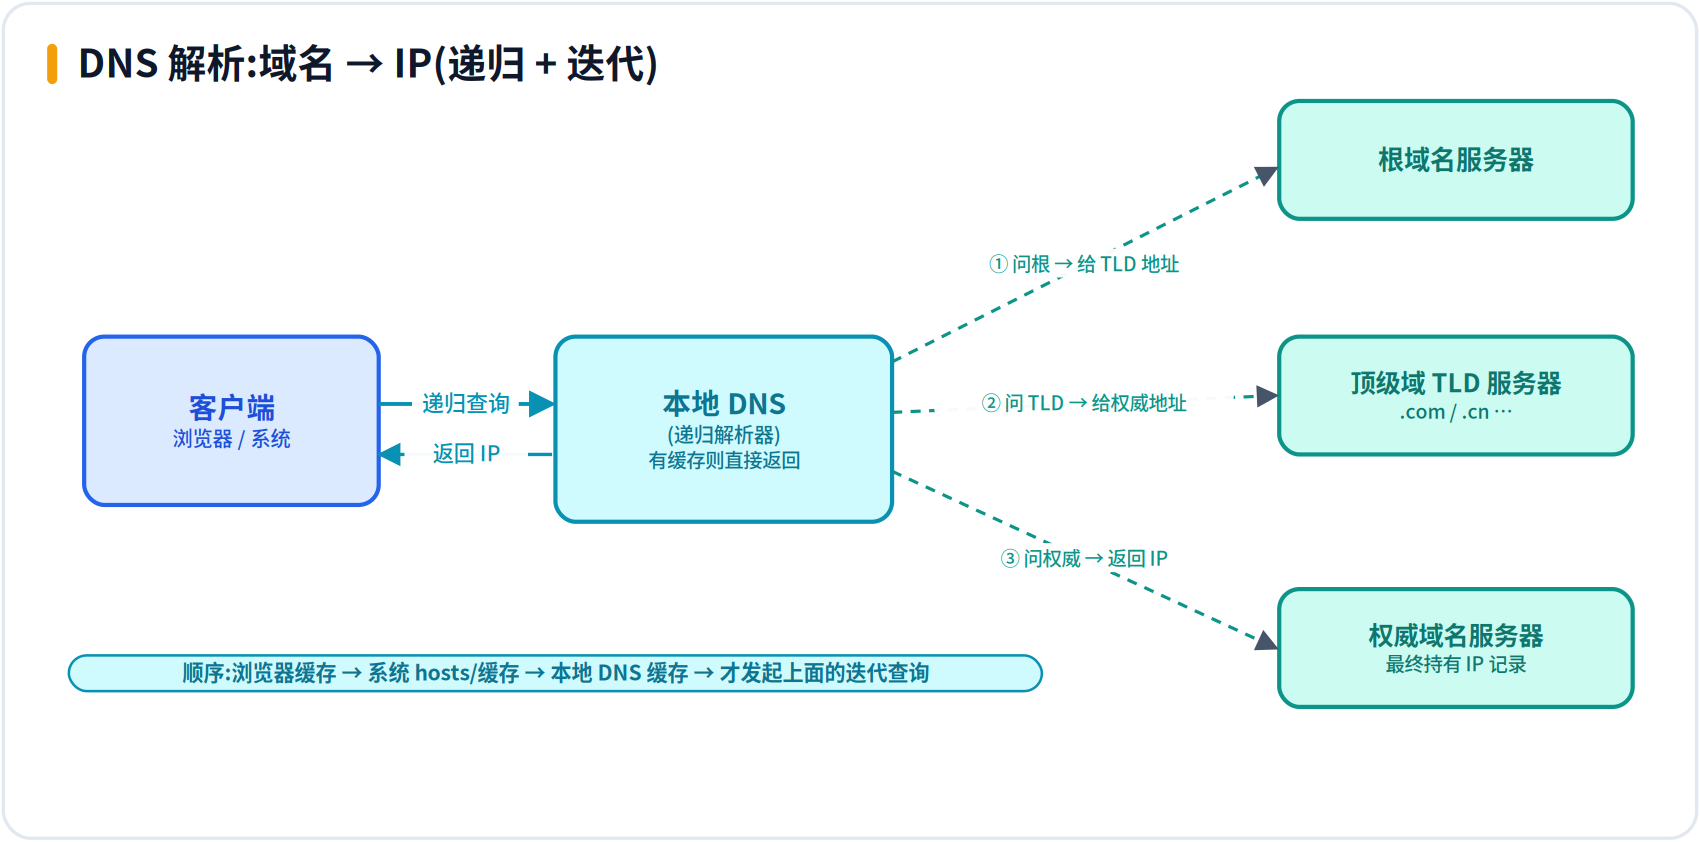 DNS 解析:域名 → IP(递归 + 迭代)
根域名服务器
① 问根 → 给 TLD 地址
客户端
浏览器 / 系统
递归查询
返回 IP
本地 DNS
(递归解析器)
有缓存则直接返回
② 问 TLD → 给权威地址
顶级域 TLD 服务器
.com / .cn ···
③ 问权威 → 返回 IP
权威域名服务器
最终持有 IP 记录
顺序:浏览器缓存 → 系统 hosts/缓存 → 本地 DNS 缓存 → 才发起上面的迭代查询